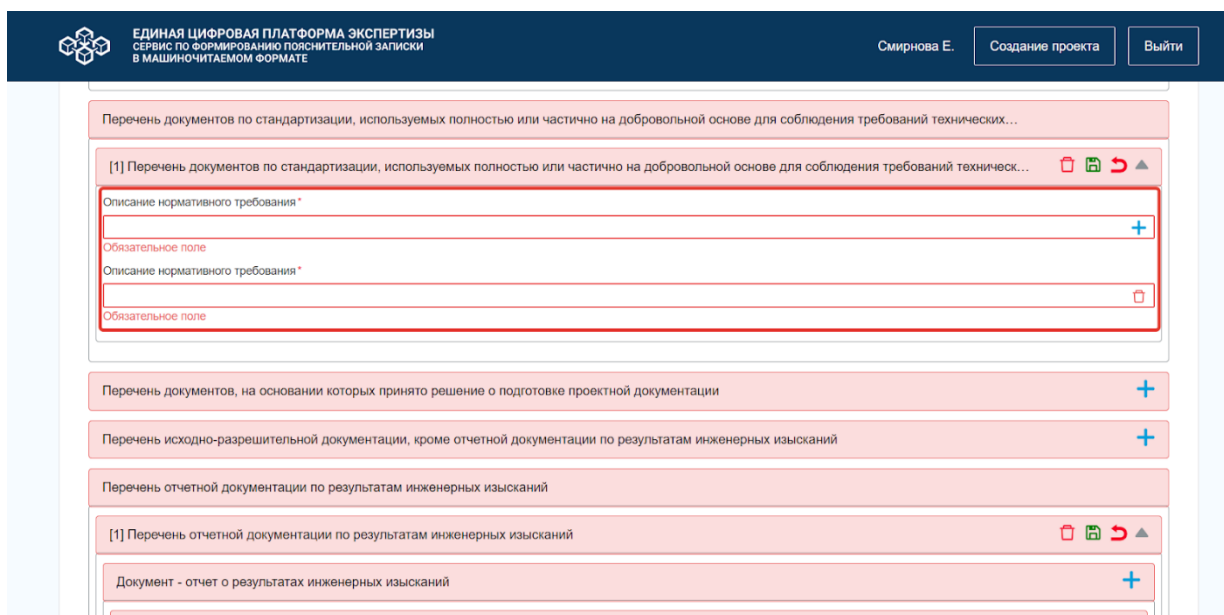 ЕДИНАЯ ЦИФРОВАЯ ПЛАТФОРМА ЭКСПЕРТИЗЫ
СЕРВИС ПО ФОРМИРОВАНИЮ ПОЯСНИТЕЛЬНОЙ ЗАПИСКИ
В МАШИНОЧИТАЕМОМ ФОРМАТЕ
Смирнова Е.
Создание проекта
Выйти
Перечень документов по стандартизации, используемых полностью или частично на добровольной основе для соблюдения требований технических...
[1] Перечень документов по стандартизации, используемых полностью или частично на добровольной основе для соблюдения требований техническ...
Описание нормативного требования*
Обязательное поле
Описание нормативного требования*
Обязательное поле
Перечень документов, на основании которых принято решение о подготовке проектной документации
Перечень исходно-разрешительной документации, кроме отчетной документации по результатам инженерных изысканий
Перечень отчетной документации по результатам инженерных изысканий
[1] Перечень отчетной документации по результатам инженерных изысканий
Документ - отчет о результатах инженерных изысканий